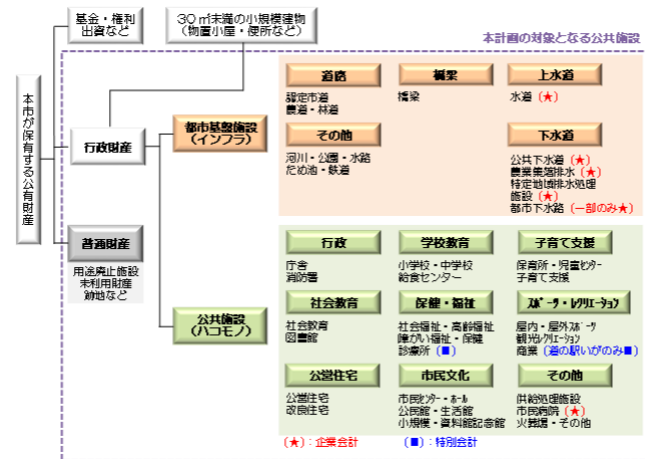 基金・権利
出資など
30㎡未満の小規模建物
(物置小屋・便所など)
本計画の対象となる公共施設
本市が保有する公有財産
行政財産
普通財産
用途廃止施設
未利用財産
跡地など
都市基盤施設
(インフラ)
道路
認定市道
農道・林道
橋梁
橋梁
上水道
水道(★)
その他
河川・公園・水路
ため池・鉄道
下水道
公共下水道(★)
農業集落排水(★)
特定地域排水処理
施設(★)
都市下水路(一部のみ★)
公共施設
(ハコモノ)
行政
庁舎
消防署
学校教育
小学校・中学校
給食センター
子育て支援
保育所・児童センター
子育て支援
社会教育
社会教育
図書館
保健・福祉
社会福祉・高齢福祉
障がい福祉・保健
診療所(■)
スポーツ・レクリエーション
屋内・屋外スポーツ
観光レクリエーション
商業(道の駅いがのみ■)
公営住宅
公営住宅
改良住宅
市民文化
市民センター・ホール
公民館・生活館
小規模・資料館記念館
その他
供給処理施設
市民病院(★)
火葬場・その他
(★):企業会計
(■):特別会計